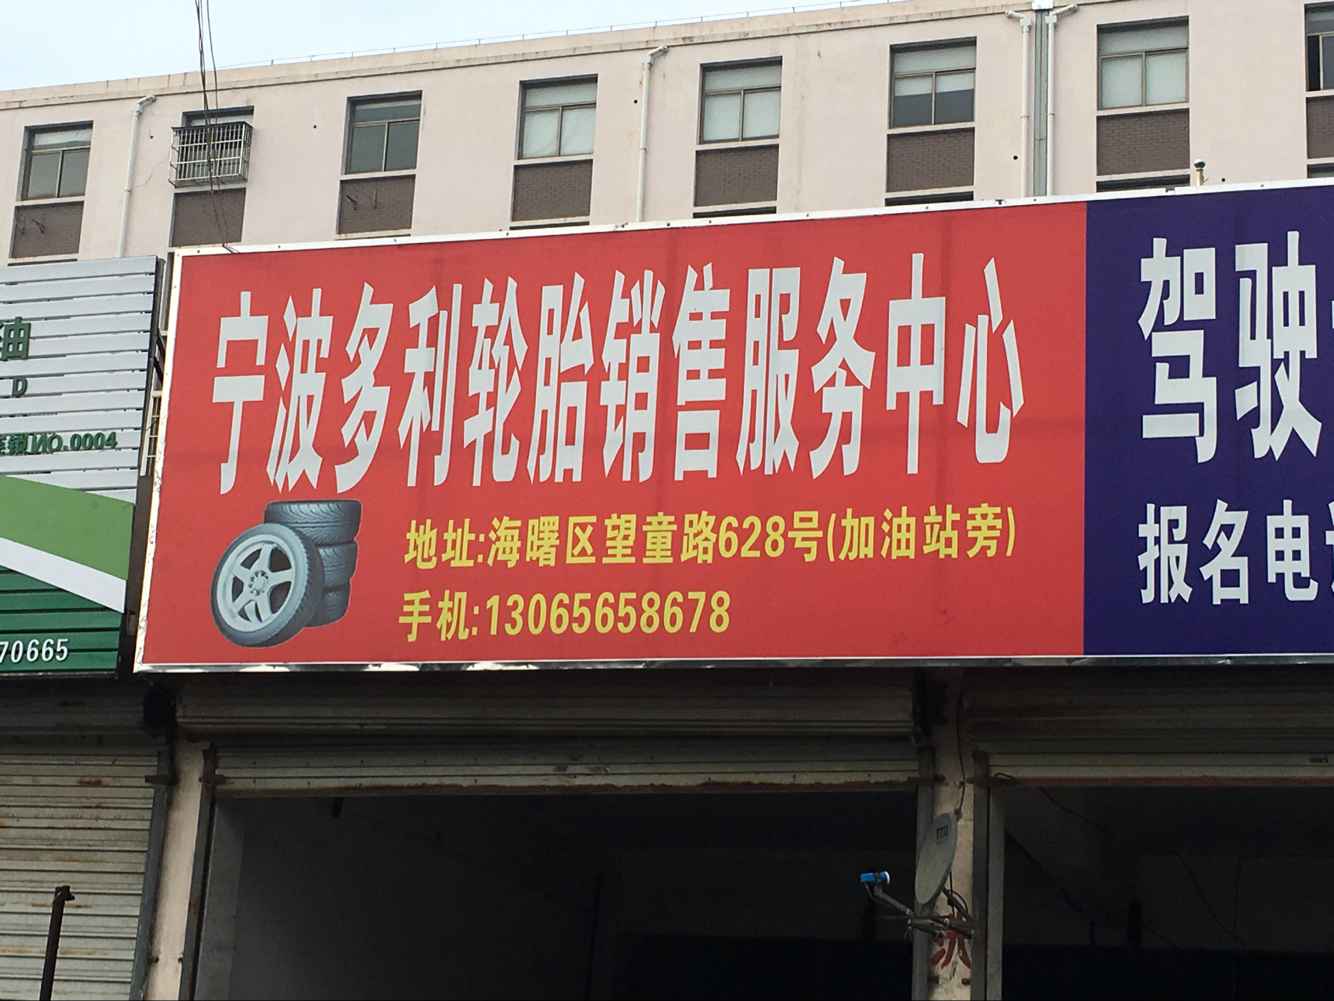 油
D
NO.0004
70665
宁波多利轮胎销售服务中心
地址:海曙区望童路628号(加油站旁)
手机:13065658678
驾驶
报名电